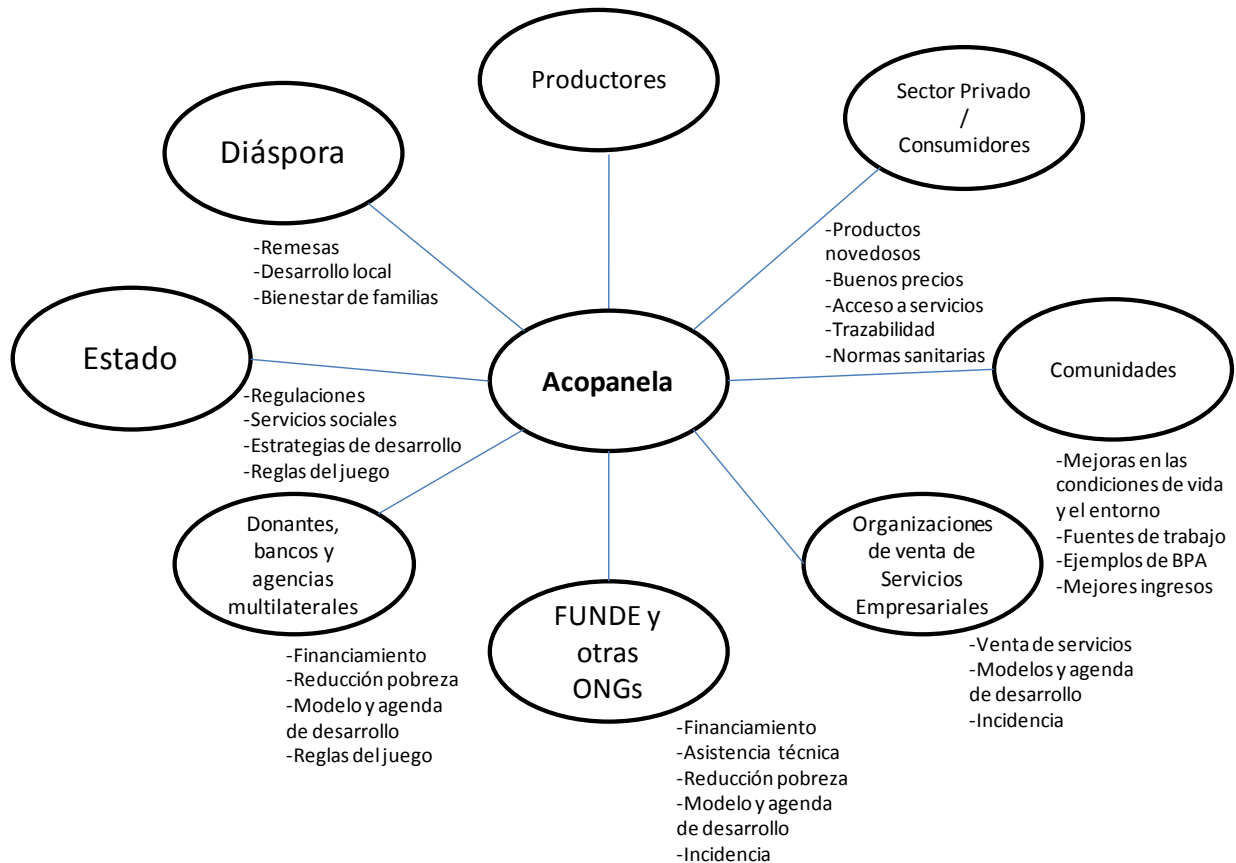 Productores
Sector Privado
/
Consumidores
Diáspora
-Productos
novedosos
-Buenos precios
-Acceso a servicios
-Trazabilidad
-Normas sanitarias
-Remesas
-Desarrollo local
-Bienestar de familias
Estado
Acopanela
Comunidades
-Regulaciones
-Servicios sociales
-Estrategias de desarrollo
-Reglas del juego
-Mejoras en las
condiciones de vida
y el entorno
-Fuentes de trabajo
-Ejemplos de BPA
-Mejores ingresos
Donantes,
bancos y
agencias
multilaterales
Organizaciones
de venta de
Servicios
Empresariales
FUNDE y
otras
ONGs
-Financiamiento
-Reducción pobreza
-Modelo y agenda
de desarrollo
-Reglas del juego
-Venta de servicios
-Modelos y agenda
de desarrollo
-Incidencia
-Financiamiento
-Asistencia técnica
-Reducción pobreza
-Modelo y agenda
de desarrollo
-Incidencia